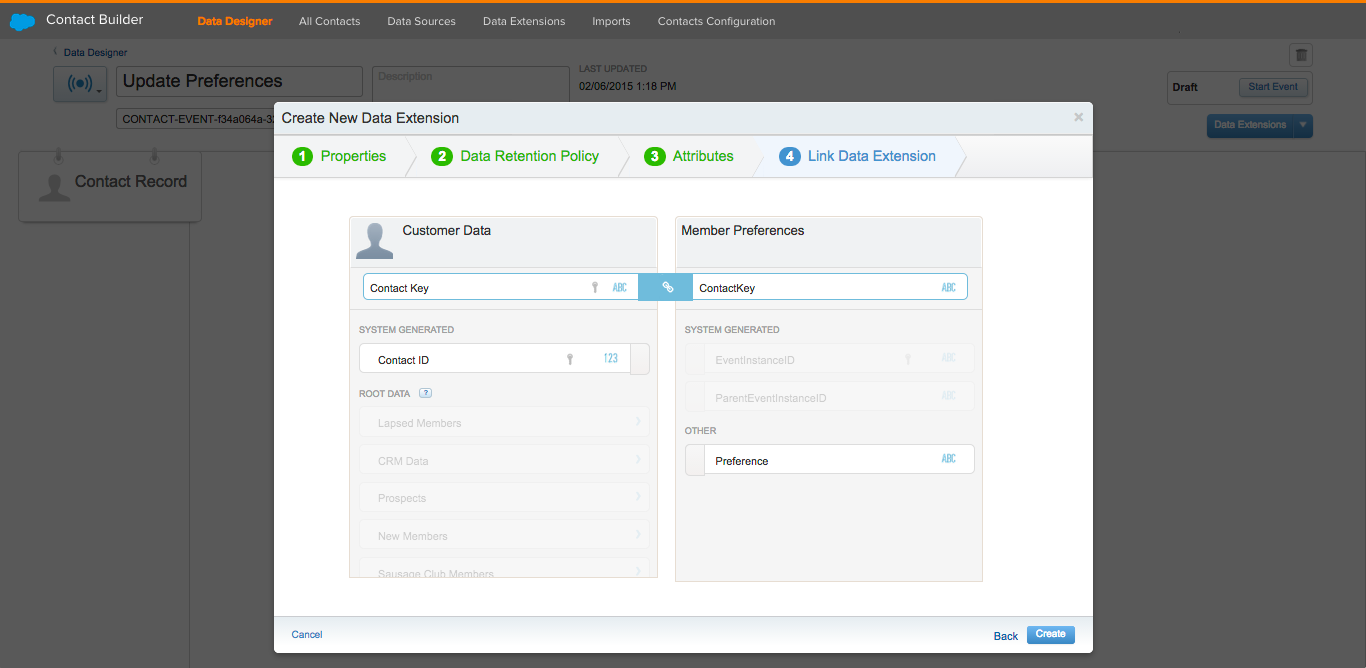 Contact Builder Data Designer All Contacts Data Sources Data Extensions Imports Contacts Configuration
Data Designer
Update Preferences
Description
LAST UPDATED
02/06/2015 1:18 PM
Draft
Start Event
CONTACT-EVENT-f34a064a-3
Data Extensions
Contact Record
Create New Data Extension
1 Properties 2 Data Retention Policy 3 Attributes 4 Link Data Extension
Customer Data
Member Preferences
Contact Key ABC
ContactKey ABC
SYSTEM GENERATED
Contact ID 123
ROOT DATA ?
Lapsed Members
CRM Data
Prospects
New Members
Sausage Club Members
SYSTEM GENERATED
EventInstanceID ABC
ParentEventInstanceID ABC
OTHER
Preference ABC
Cancel
Back
Create